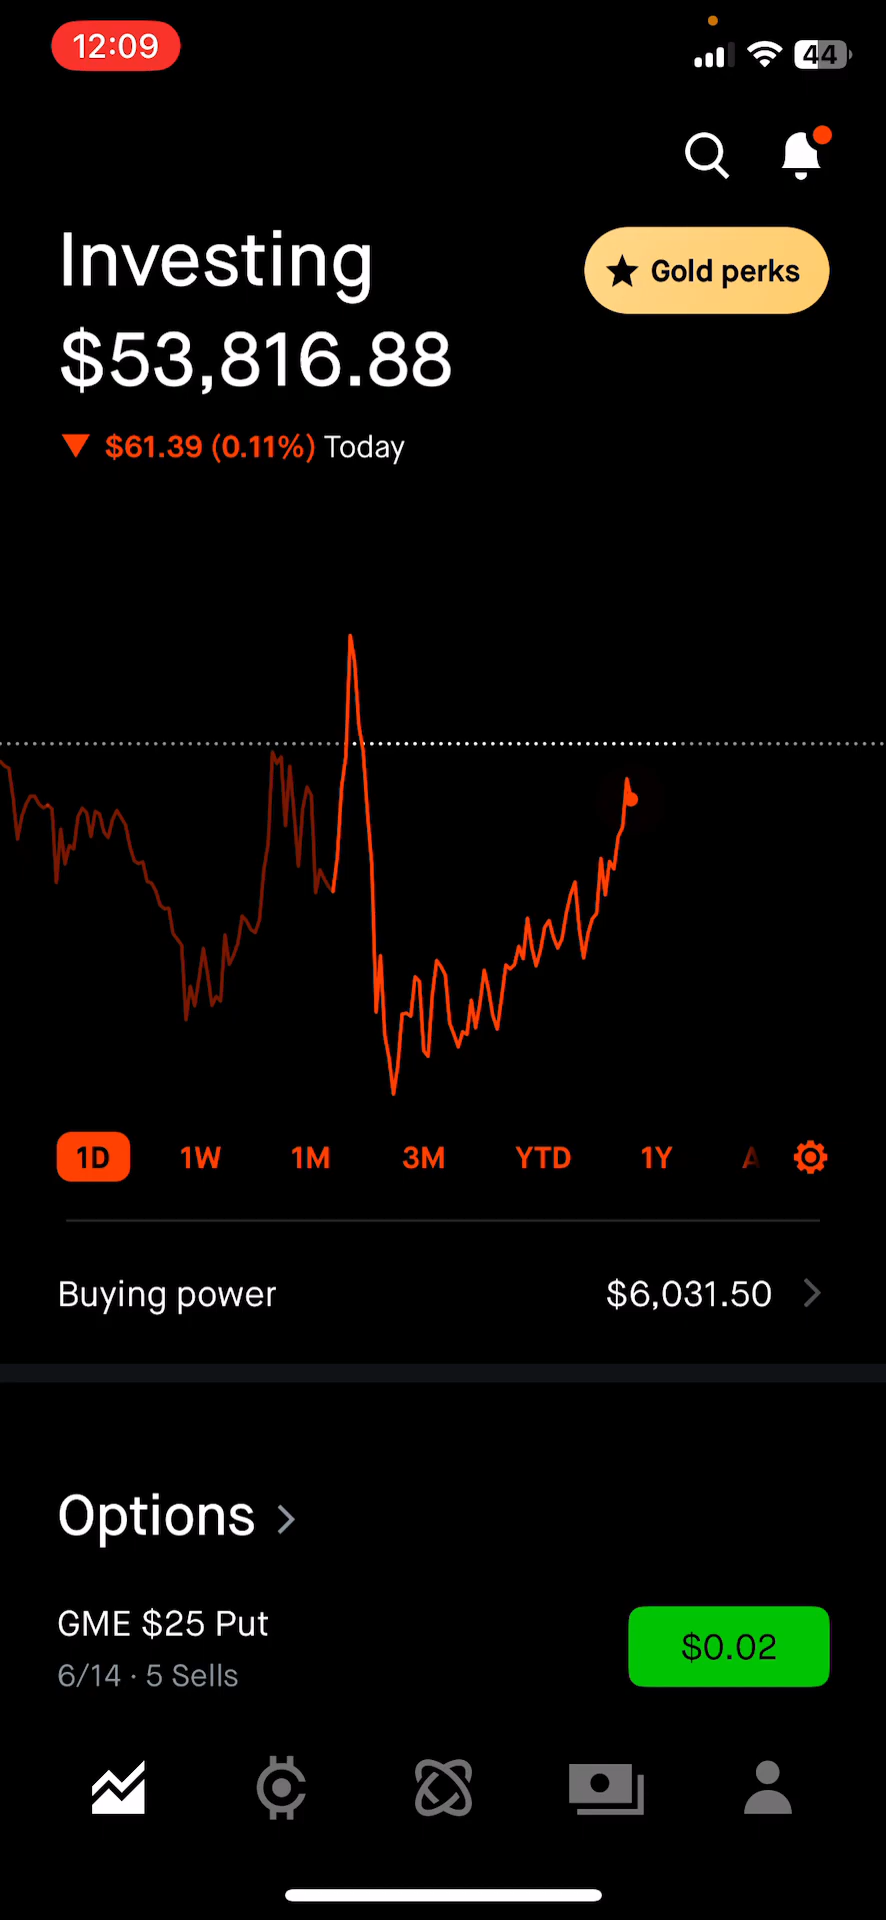 12:09
44
Investing
Gold perks
$53,816.88
$61.39 (0.11%) Today
1D 1W 1M 3M YTD 1Y A
Buying power $6,031.50
Options
GME $25 Put
$0.02
6/14 · 5 Sells